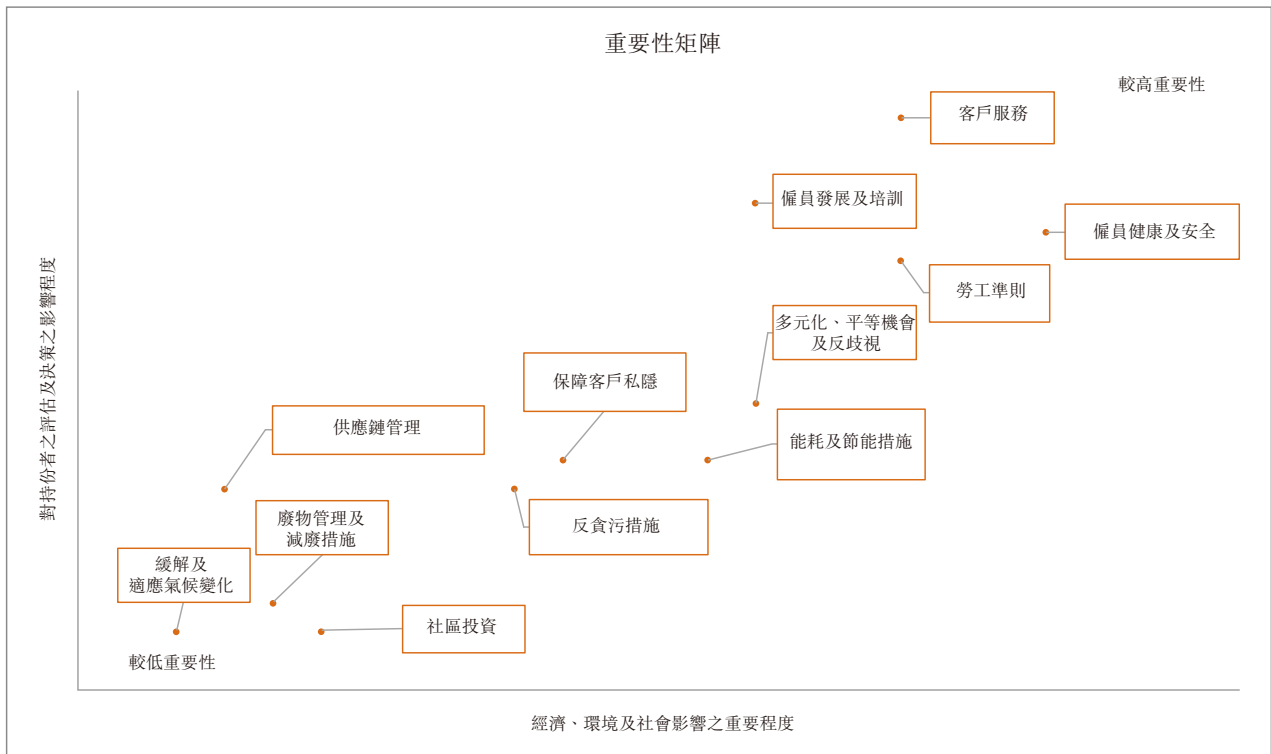 重要性矩陣
較高重要性
客戶服務
僱員發展及培訓
僱員健康及安全
勞工準則
多元化、平等機會
及反歧視
保障客戶私隱
供應鏈管理
能耗及節能措施
廢物管理及
減廢措施
反貪污措施
緩解及
適應氣候變化
社區投資
較低重要性
對持份者之評估及決策之影響程度
經濟、環境及社會影響之重要程度